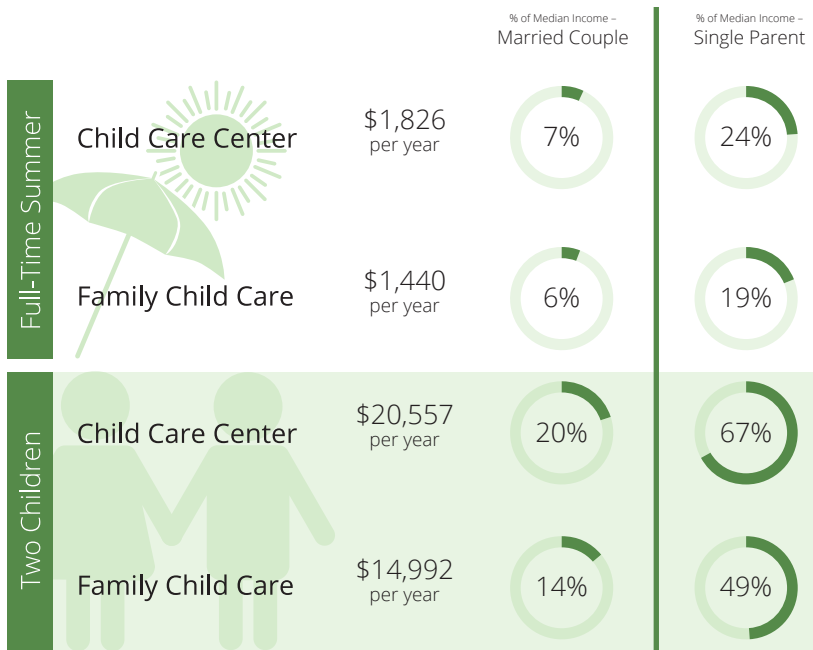 % of Median Income –
Married Couple
% of Median Income –
Single Parent
Full-Time Summer
Child Care Center
$1,826
per year
7%
24%
Family Child Care
$1,440
per year
6%
19%
Two Children
Child Care Center
$20,557
per year
20%
67%
Family Child Care
$14,992
per year
14%
49%